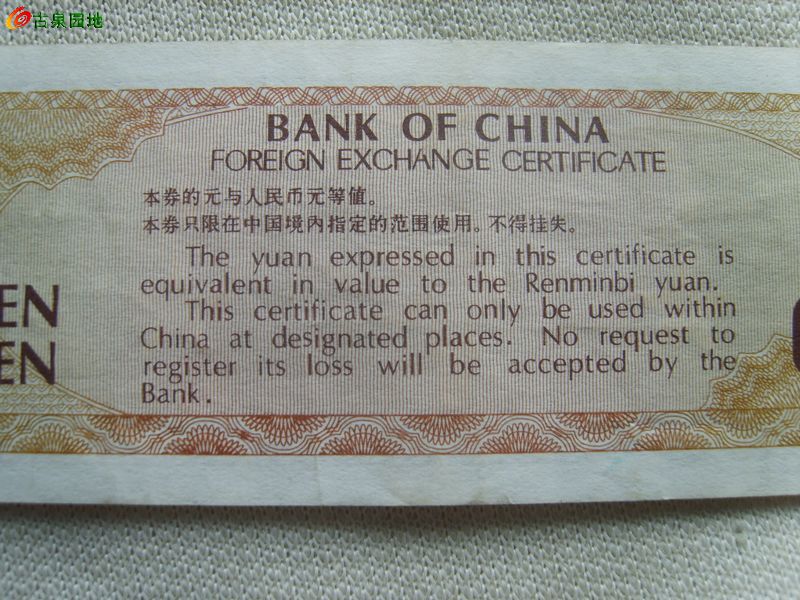 古泉园地
BANK OF CHINA
FOREIGN EXCHANGE CERTIFICATE
本券的元与人民币元等值。
本券只限在中国境内指定的范围使用。不得挂失。
The yuan expressed in this certificate is
equivalent in value to the Renminbi yuan.
This certificate can only be used within
China at designated places. No request to
register its loss will be accepted by the
Bank.
EN
EN